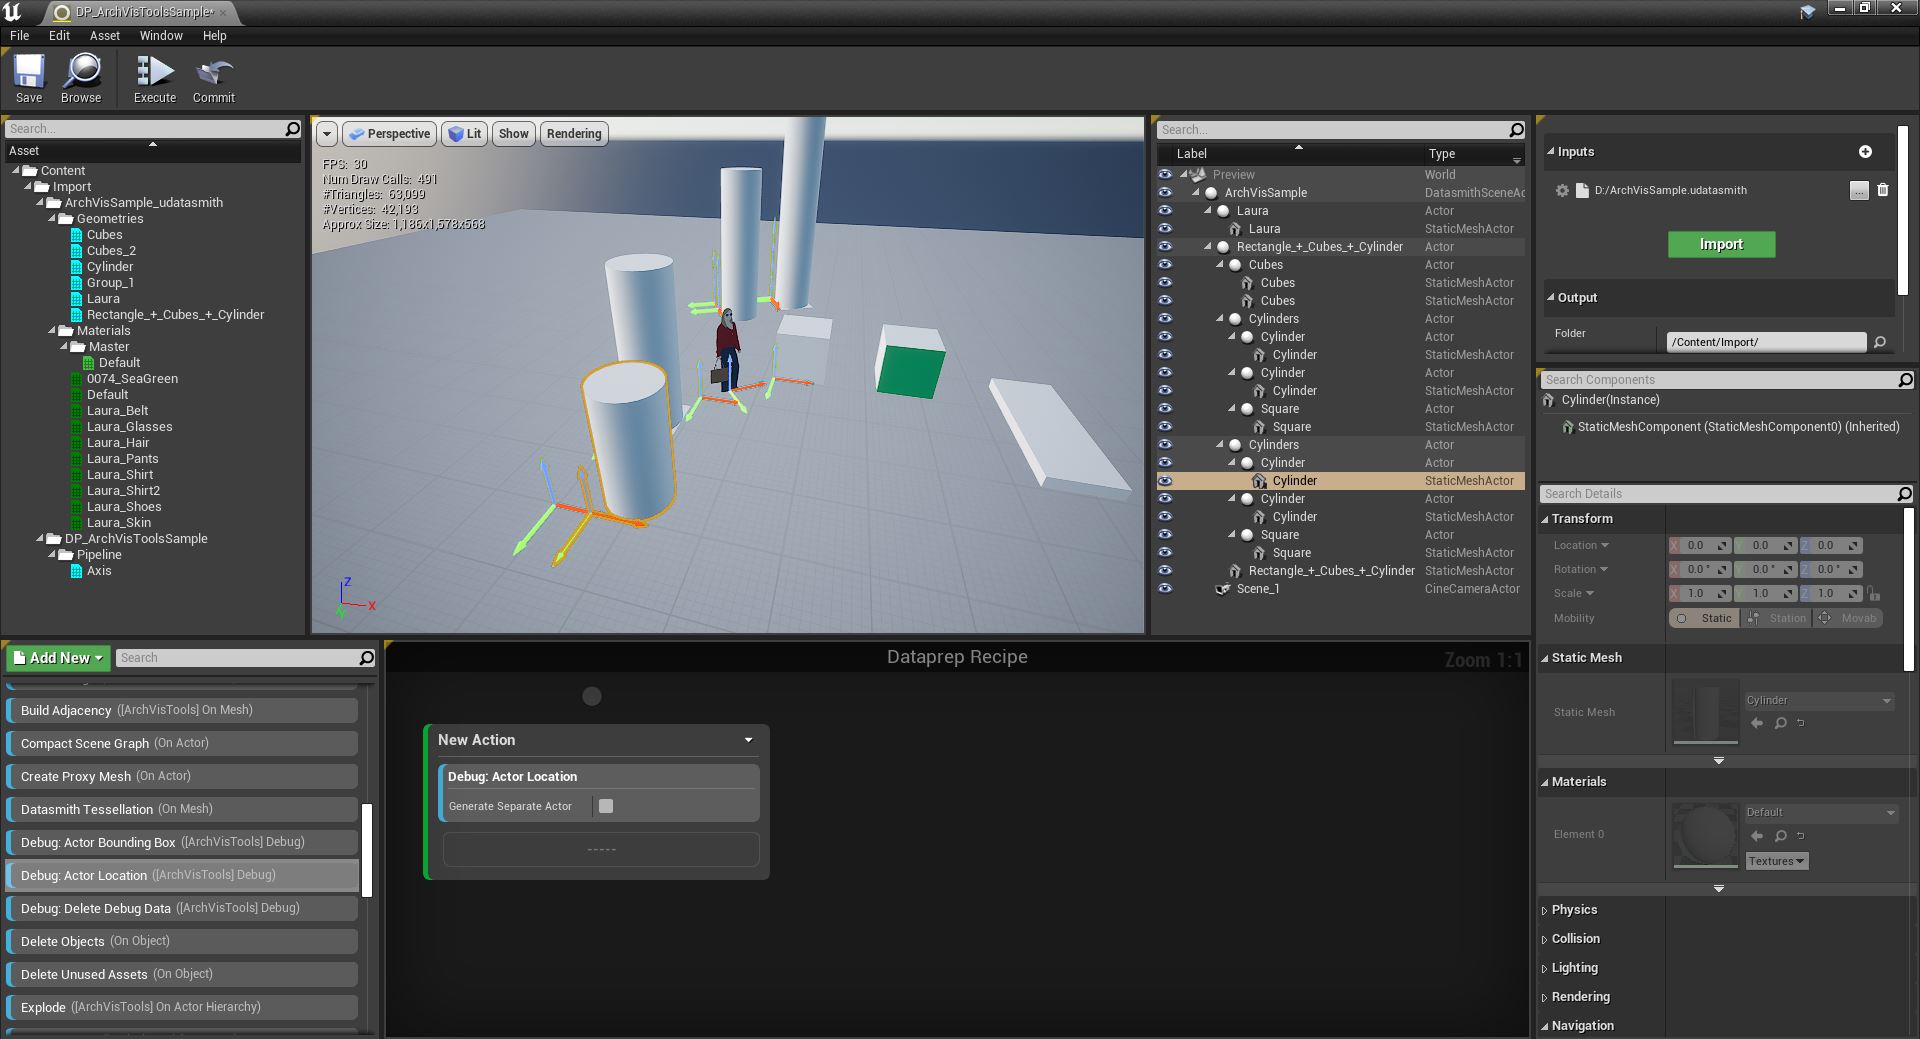 DP_ArchVisToolsSample*
File Edit Asset Window Help
Save Browse Execute Commit
Search...
Asset
Content
Import
ArchVisSample_udatasmith
Geometries
Cubes
Cubes_2
Cylinder
Group_1
Laura
Rectangle_+_Cubes_+_Cylinder
Materials
Master
Default
0074_SeaGreen
Default
Laura_Belt
Laura_Glasses
Laura_Hair
Laura_Pants
Laura_Shirt
Laura_Shirt2
Laura_Shoes
Laura_Skin
DP_ArchVisToolsSample
Pipeline
Axis
Perspective Lit Show Rendering
FPS: 30
Num Draw Calls: 491
#Triangles: 63,099
#Vertices: 42,193
Approx Size: 1,186x1,578x568
Z
X
Y
Search...
Label Type
Preview World
ArchVisSample DatasmithSceneAc
Laura Actor
Laura StaticMeshActor
Rectangle_+_Cubes_+_Cylinder Actor
Cubes Actor
Cubes StaticMeshActor
Cubes StaticMeshActor
Cylinders Actor
Cylinder Actor
Cylinder StaticMeshActor
Cylinder Actor
Cylinder StaticMeshActor
Square Actor
Square StaticMeshActor
Cylinders Actor
Cylinder Actor
Cylinder StaticMeshActor
Cylinder Actor
Cylinder StaticMeshActor
Square Actor
Square StaticMeshActor
Rectangle_+_Cubes_+_Cylinder StaticMeshActor
Scene_1 CineCameraActor
Inputs
D:/ArchVisSample.udatasmith ...
Import
Output
Folder /Content/Import/
Search Components
Cylinder(Instance)
StaticMeshComponent (StaticMeshComponent0) (Inherited)
Search Details
Transform
Location X 0.0 Y 0.0 Z 0.0
Rotation X 0.0 ° Y 0.0 ° Z 0.0 °
Scale X 1.0 Y 1.0 Z 1.0
Mobility Static Station Movab
Static Mesh
Static Mesh Cylinder
Materials
Element 0 Default
Textures
Physics
Collision
Lighting
Rendering
Navigation
Add New Search
Build Adjacency ([ArchVisTools] On Mesh)
Compact Scene Graph (On Actor)
Create Proxy Mesh (On Actor)
Datasmith Tessellation (On Mesh)
Debug: Actor Bounding Box ([ArchVisTools] Debug)
Debug: Actor Location ([ArchVisTools] Debug)
Debug: Delete Debug Data ([ArchVisTools] Debug)
Delete Objects (On Object)
Delete Unused Assets (On Object)
Explode ([ArchVisTools] On Actor Hierarchy)
Dataprep Recipe
Zoom 1:1
New Action
Debug: Actor Location
Generate Separate Actor
-----